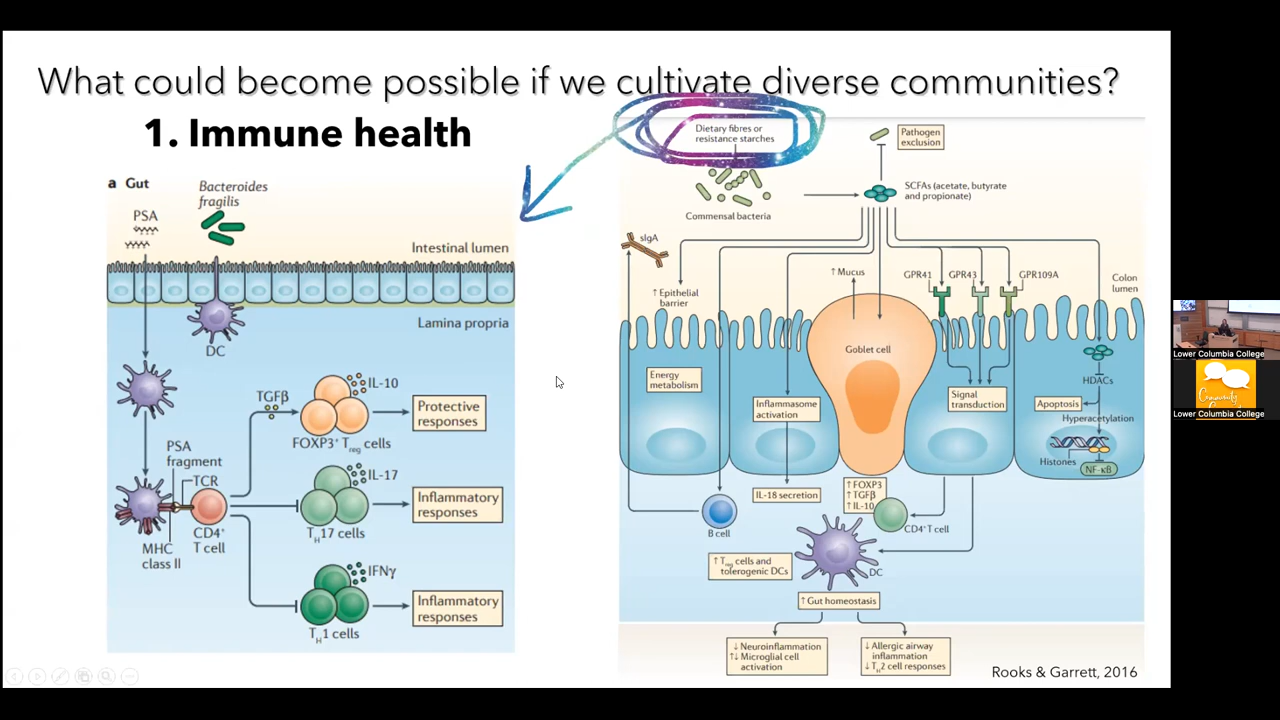 What could become possible if we cultivate diverse communities?
1. Immune health
a Gut
Bacteroides
fragilis
PSA
Intestinal lumen
Lamina propria
DC
TGFβ
IL-10
FOXP3⁺ Treg cells
Protective
responses
PSA
fragment
TCR
IL-17
Inflammatory
responses
TH17 cells
CD4⁺
T cell
MHC
class II
IFNγ
Inflammatory
responses
TH1 cells
Dietary fibres or
resistance starches
Commensal bacteria
Pathogen
exclusion
SCFAs (acetate, butyrate
and propionate)
sIgA
↑ Epithelial
barrier
↑ Mucus
GPR41
GPR43
GPR109A
Colon
lumen
Goblet cell
Energy
metabolism
Inflammasome
activation
Signal
transduction
HDACs
Apoptosis
Hyperacetylation
Histones
NF-κB
IL-18 secretion
↑ FOXP3
↑ TGFβ
↑ IL-10
B cell
CD4⁺ T cell
↑ Treg cells and
tolerogenic DCs
DC
↑ Gut homeostasis
↓ Neuroinflammation
↑↓ Microglial cell
activation
↓ Allergic airway
inflammation
↓ TH2 cell responses
Rooks & Garrett, 2016
Lower Columbia College
Community
Lower Columbia College